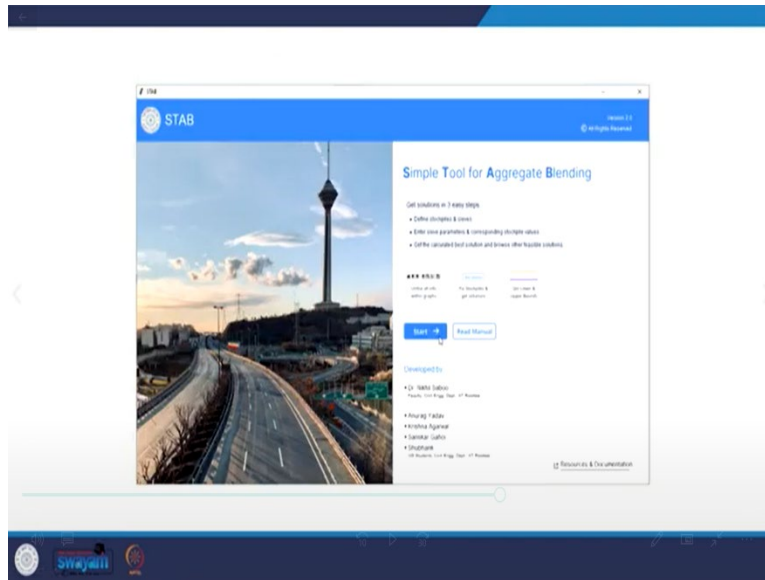 STAB
STAB
Version 2.0
© All Rights Reserved
Simple Tool for Aggregate Blending
Get solutions in 3 easy steps
• Define stockpiles & sieves
• Enter sieve parameters & corresponding stockpile values
• Get the calculated best solution and browse other feasible solutions
Start → Read Manual
Developed by
• Dr. Nikhil Saboo
• Anurag Yadav
• Krishna Agarwal
• Shubham
Resources & Documentation
swayam